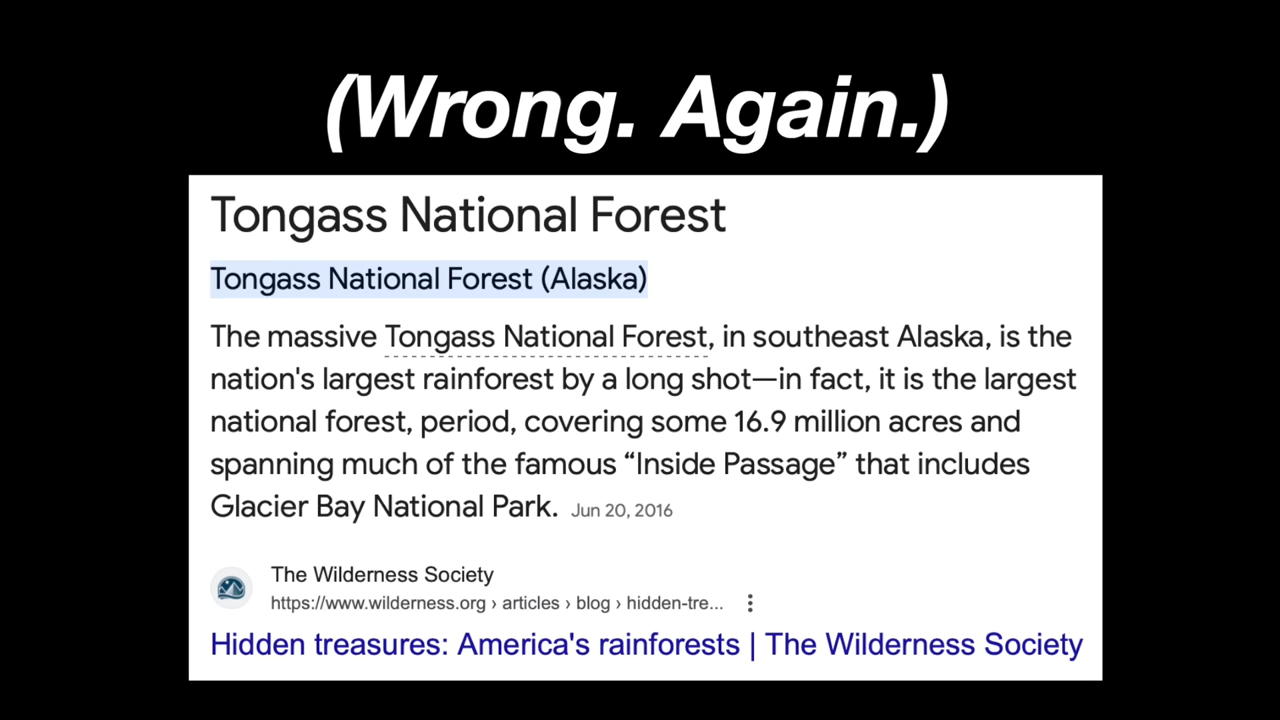 (Wrong. Again.)
Tongass National Forest
Tongass National Forest (Alaska)
The massive Tongass National Forest, in southeast Alaska, is the
nation's largest rainforest by a long shot—in fact, it is the largest
national forest, period, covering some 16.9 million acres and
spanning much of the famous “Inside Passage” that includes
Glacier Bay National Park. Jun 20, 2016
The Wilderness Society
https://www.wilderness.org › articles › blog › hidden-tre...
Hidden treasures: America's rainforests | The Wilderness Society